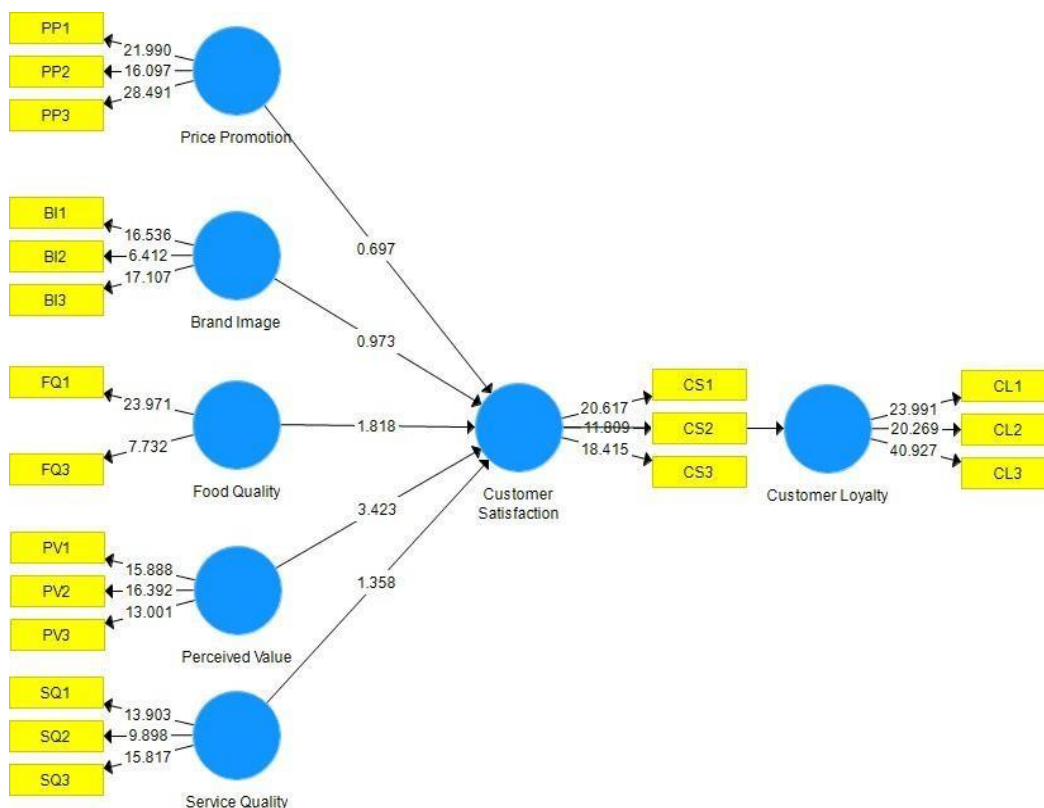 PP1
21.990
PP2
16.097
PP3
28.491
Price Promotion
0.697
BI1
16.536
BI2
6.412
BI3
17.107
Brand Image
0.973
FQ1
23.971
FQ3
7.732
Food Quality
1.818
PV1
15.888
PV2
16.392
PV3
13.001
Perceived Value
3.423
SQ1
13.903
SQ2
9.898
SQ3
15.817
Service Quality
1.358
Customer
Satisfaction
CS1
20.617
CS2
11.809
CS3
18.415
Customer Loyalty
CL1
23.991
CL2
20.269
CL3
40.927